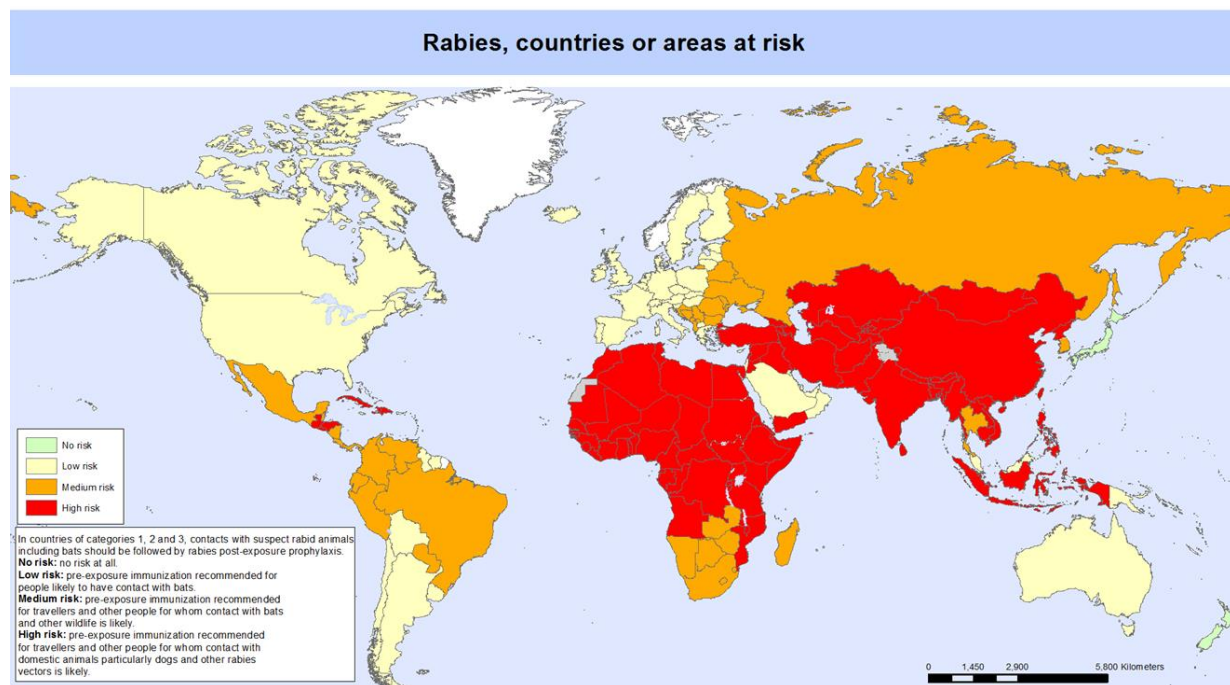 Rabies, countries or areas at risk
No risk
Low risk
Medium risk
High risk
In countries of categories 1, 2 and 3, contacts with suspect rabid animals
including bats should be followed by rabies post-exposure prophylaxis.
No risk: no risk at all.
Low risk: pre-exposure immunization recommended for
people likely to have contact with bats.
Medium risk: pre-exposure immunization recommended
for travellers and other people for whom contact with bats
and other wildlife is likely.
High risk: pre-exposure immunization recommended
for travellers and other people for whom contact with
domestic animals particularly dogs and other rabies
vectors is likely.
0 1,450 2,900 5,800 Kilometers